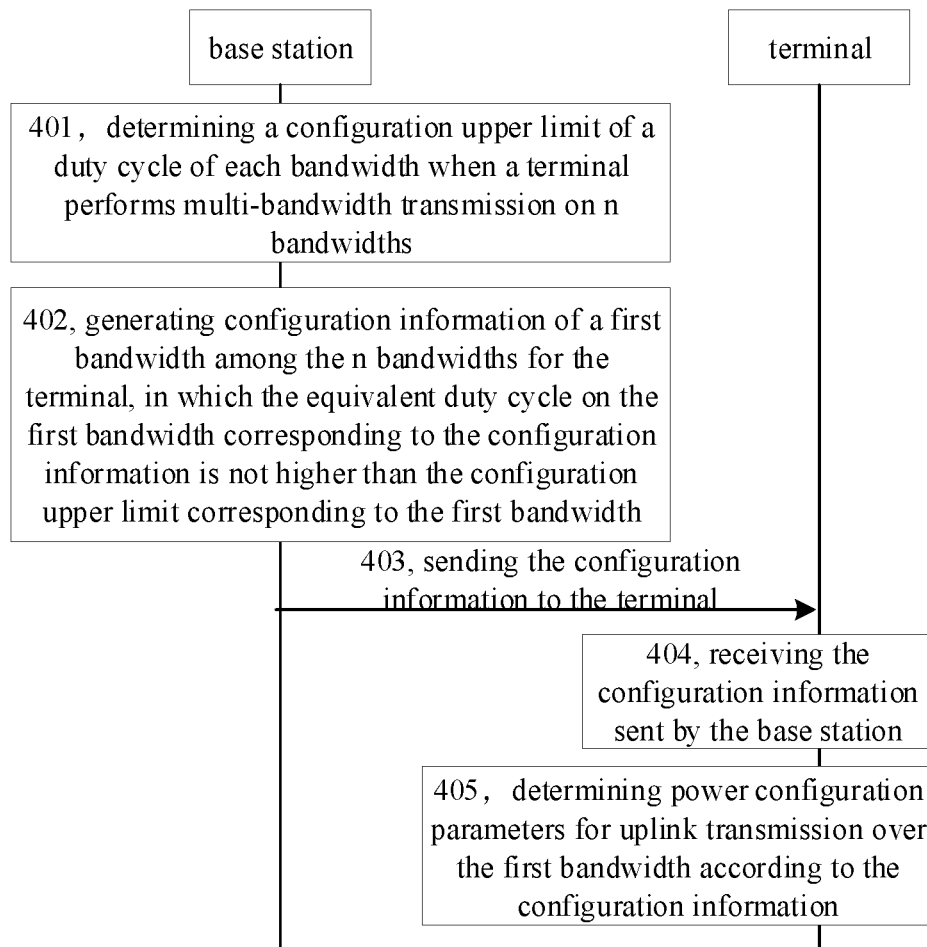 base station
terminal
401，determining a configuration upper limit of a
duty cycle of each bandwidth when a terminal
performs multi-bandwidth transmission on n
bandwidths
402, generating configuration information of a first
bandwidth among the n bandwidths for the
terminal, in which the equivalent duty cycle on the
first bandwidth corresponding to the configuration
information is not higher than the configuration
upper limit corresponding to the first bandwidth
403, sending the configuration
information to the terminal
404, receiving the
configuration information
sent by the base station
405，determining power configuration
parameters for uplink transmission over
the first bandwidth according to the
configuration information